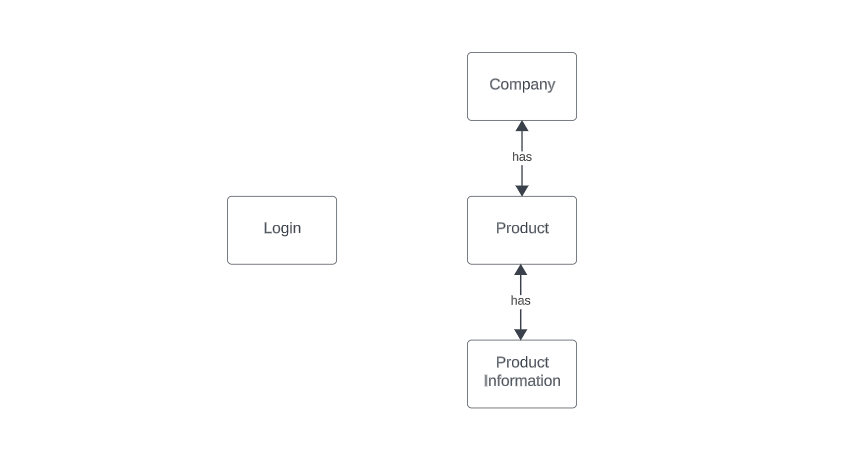 Company
has
Login
Product
has
Product
Information